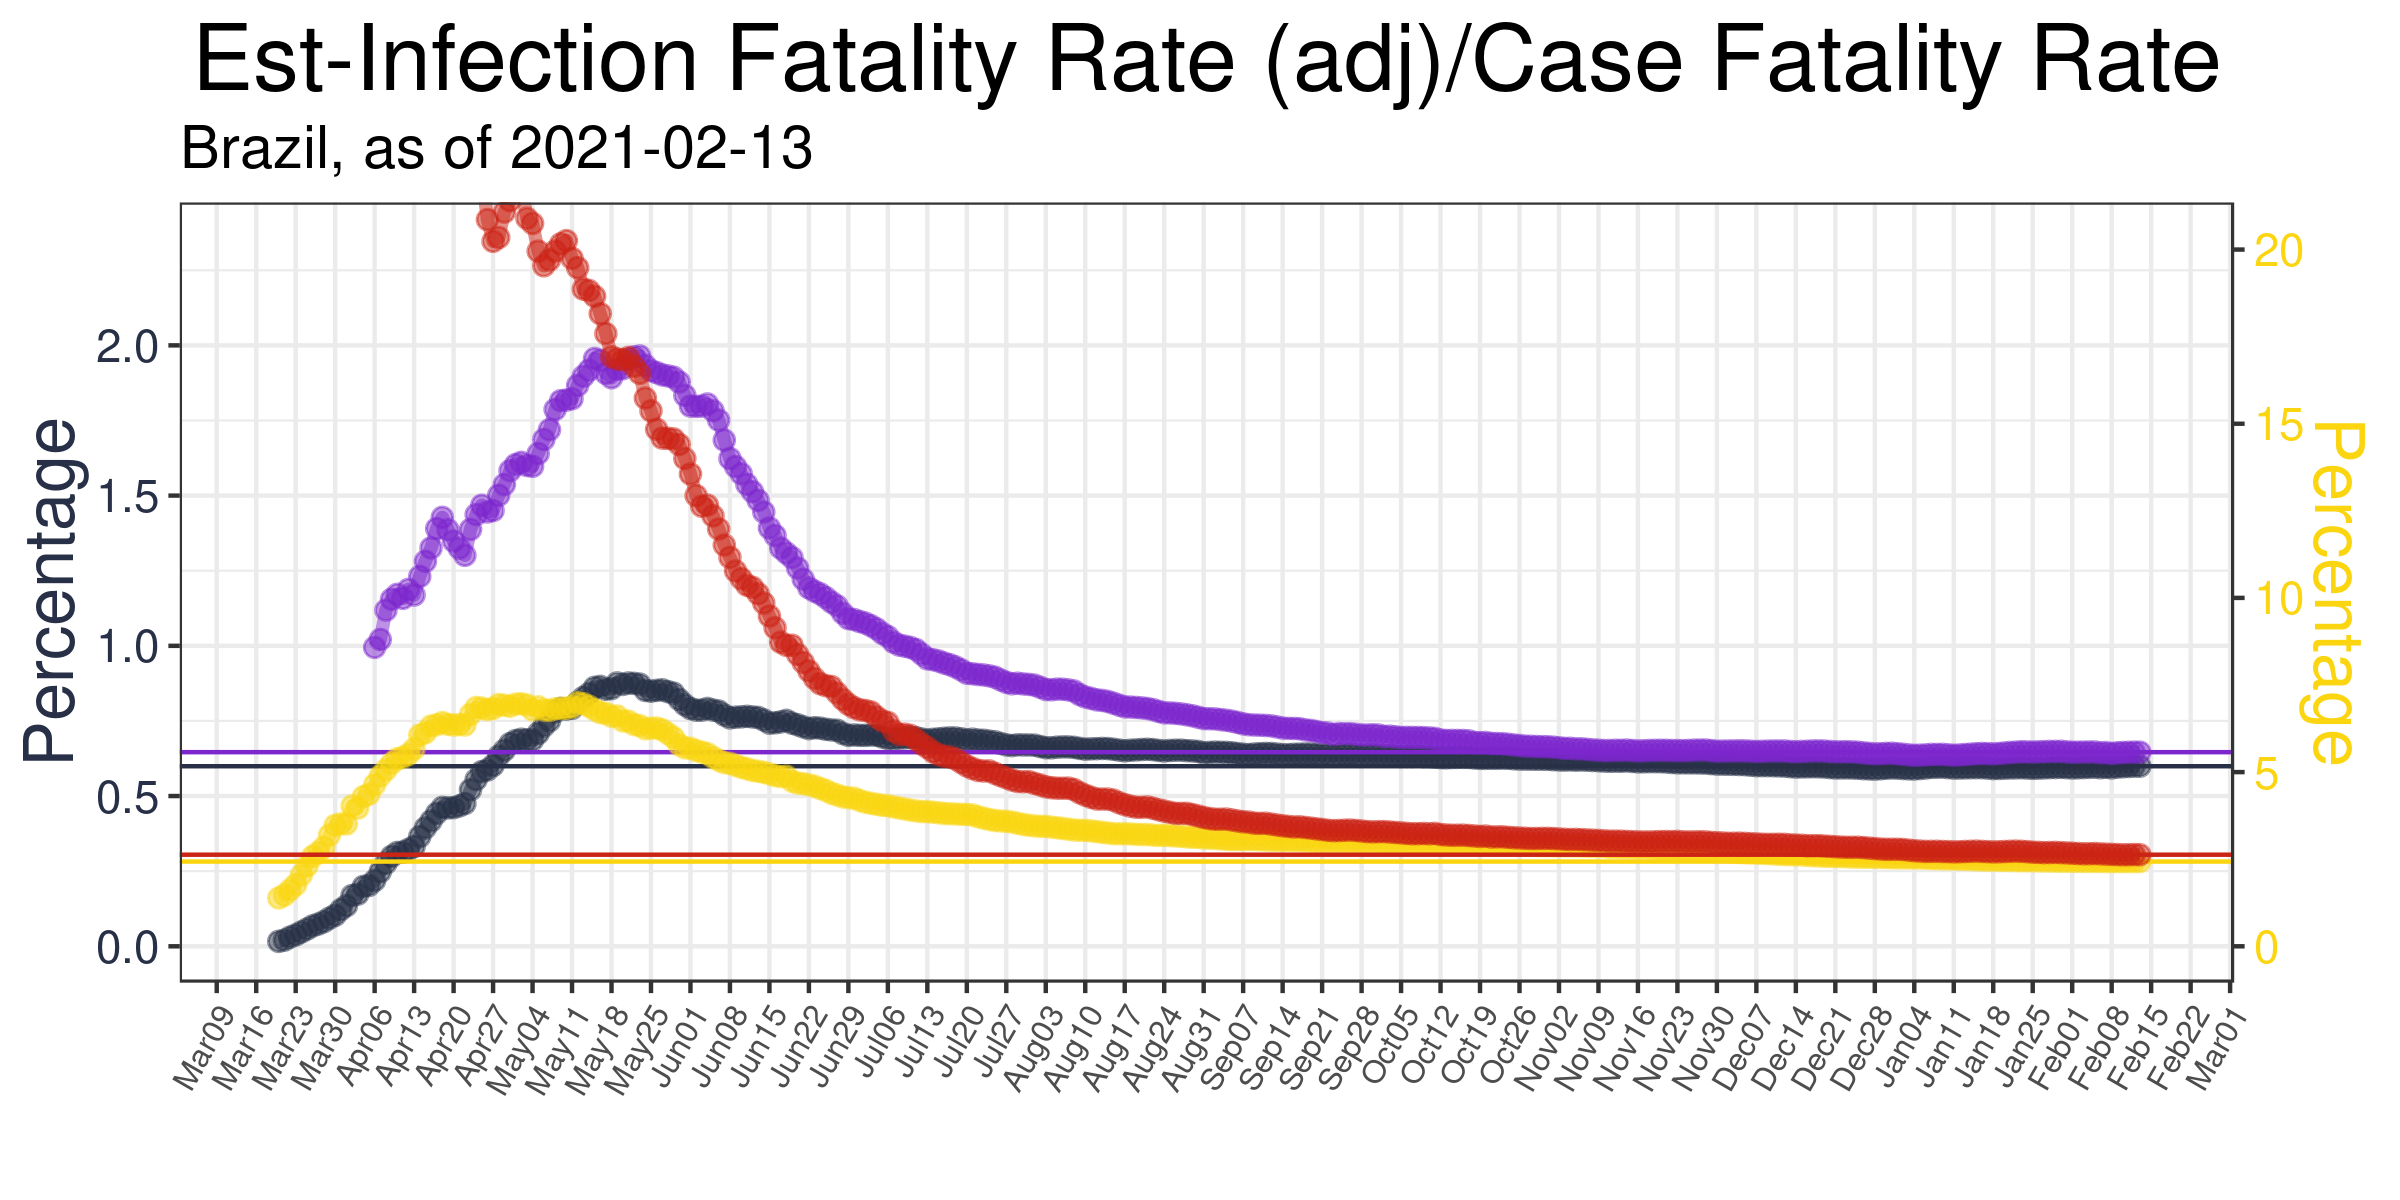 Est-Infection Fatality Rate (adj)/Case Fatality Rate
Brazil, as of 2021-02-13
Percentage
2.0
1.5
1.0
0.5
0.0
20
15
10
5
0
Percentage
Mar09
Mar16
Mar23
Mar30
Apr06
Apr13
Apr20
Apr27
May04
May11
May18
May25
Jun01
Jun08
Jun15
Jun22
Jun29
Jul06
Jul13
Jul20
Jul27
Aug03
Aug10
Aug17
Aug24
Aug31
Sep07
Sep14
Sep21
Sep28
Oct05
Oct12
Oct19
Oct26
Nov02
Nov09
Nov16
Nov23
Nov30
Dec07
Dec14
Dec21
Dec28
Jan04
Jan11
Jan18
Jan25
Feb01
Feb08
Feb15
Feb22
Mar01